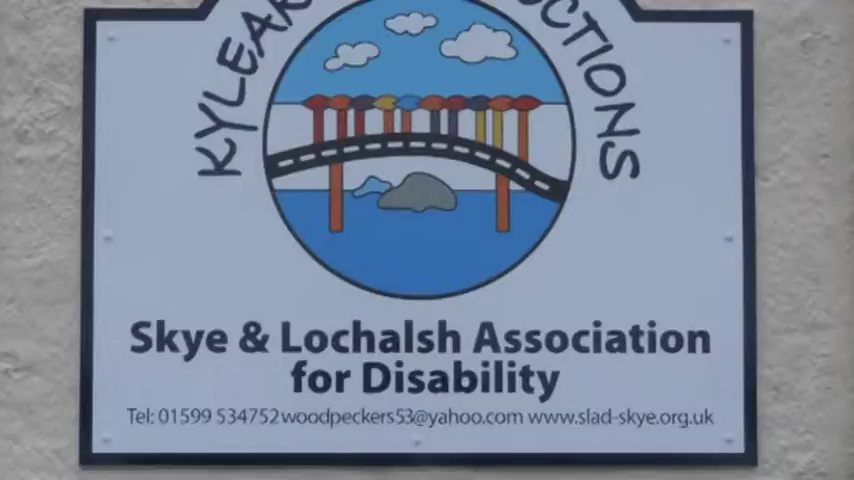 Skye & Lochalsh Association
for Disability
Tel: 01599 534752 woodpeckers53@yahoo.com www.slad-skye.org.uk